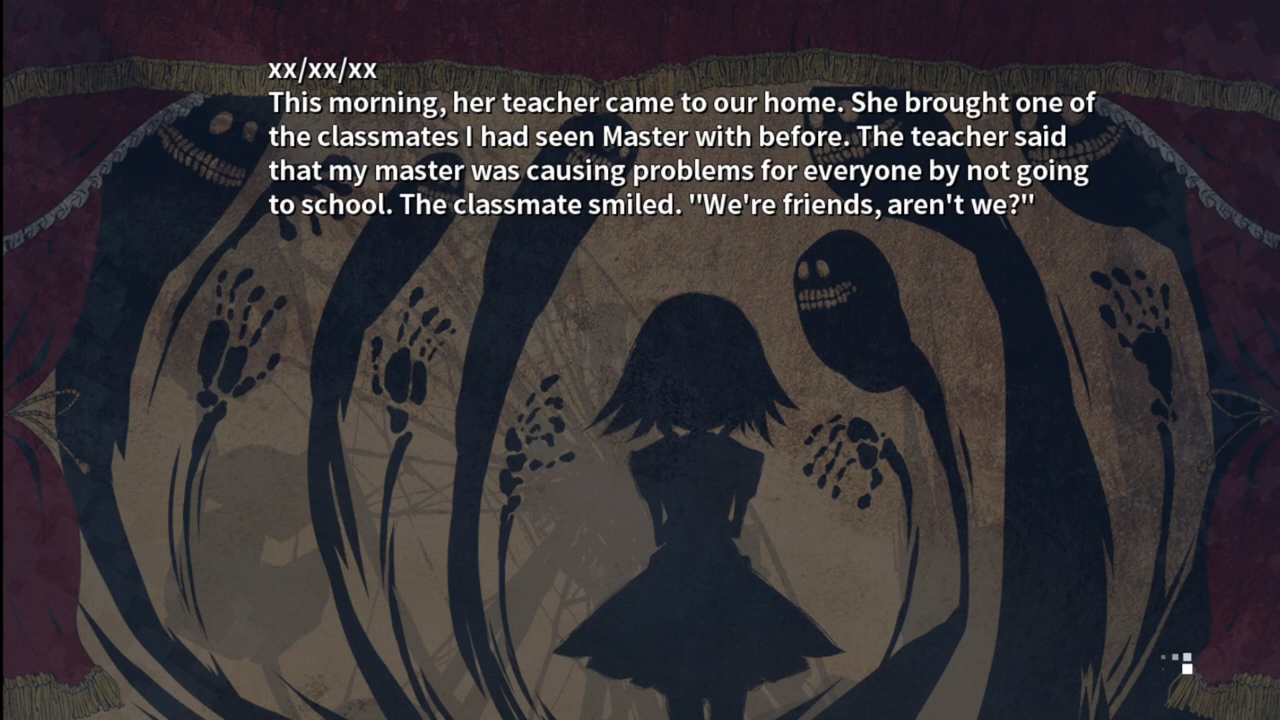 xx/xx/xx
This morning, her teacher came to our home. She brought one of
the classmates I had seen Master with before. The teacher said
that my master was causing problems for everyone by not going
to school. The classmate smiled. "We're friends, aren't we?"